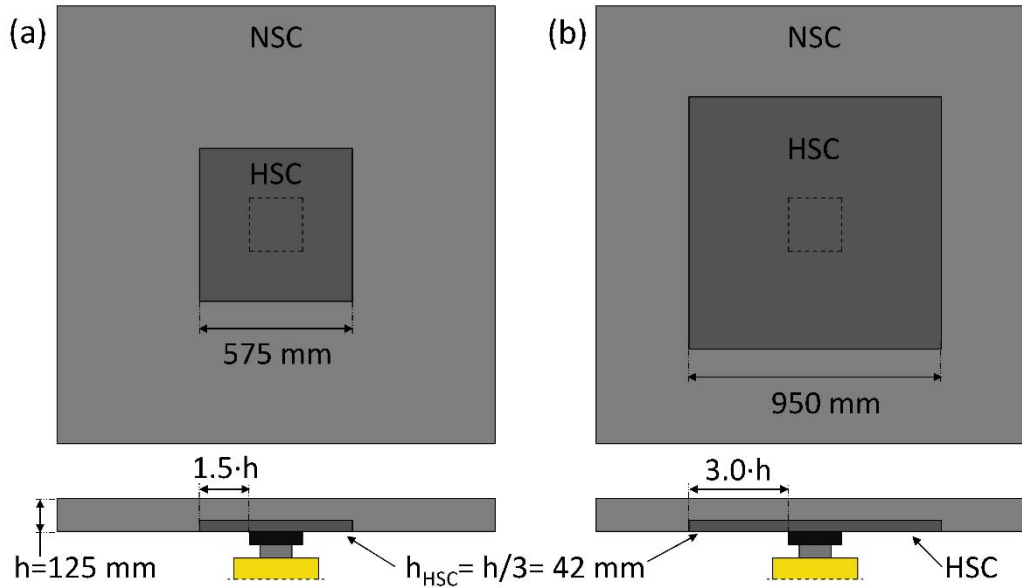 (a)
NSC
HSC
575 mm
1.5·h
h=125 mm
(b)
NSC
HSC
950 mm
3.0·h
h_HSC= h/3= 42 mm
HSC